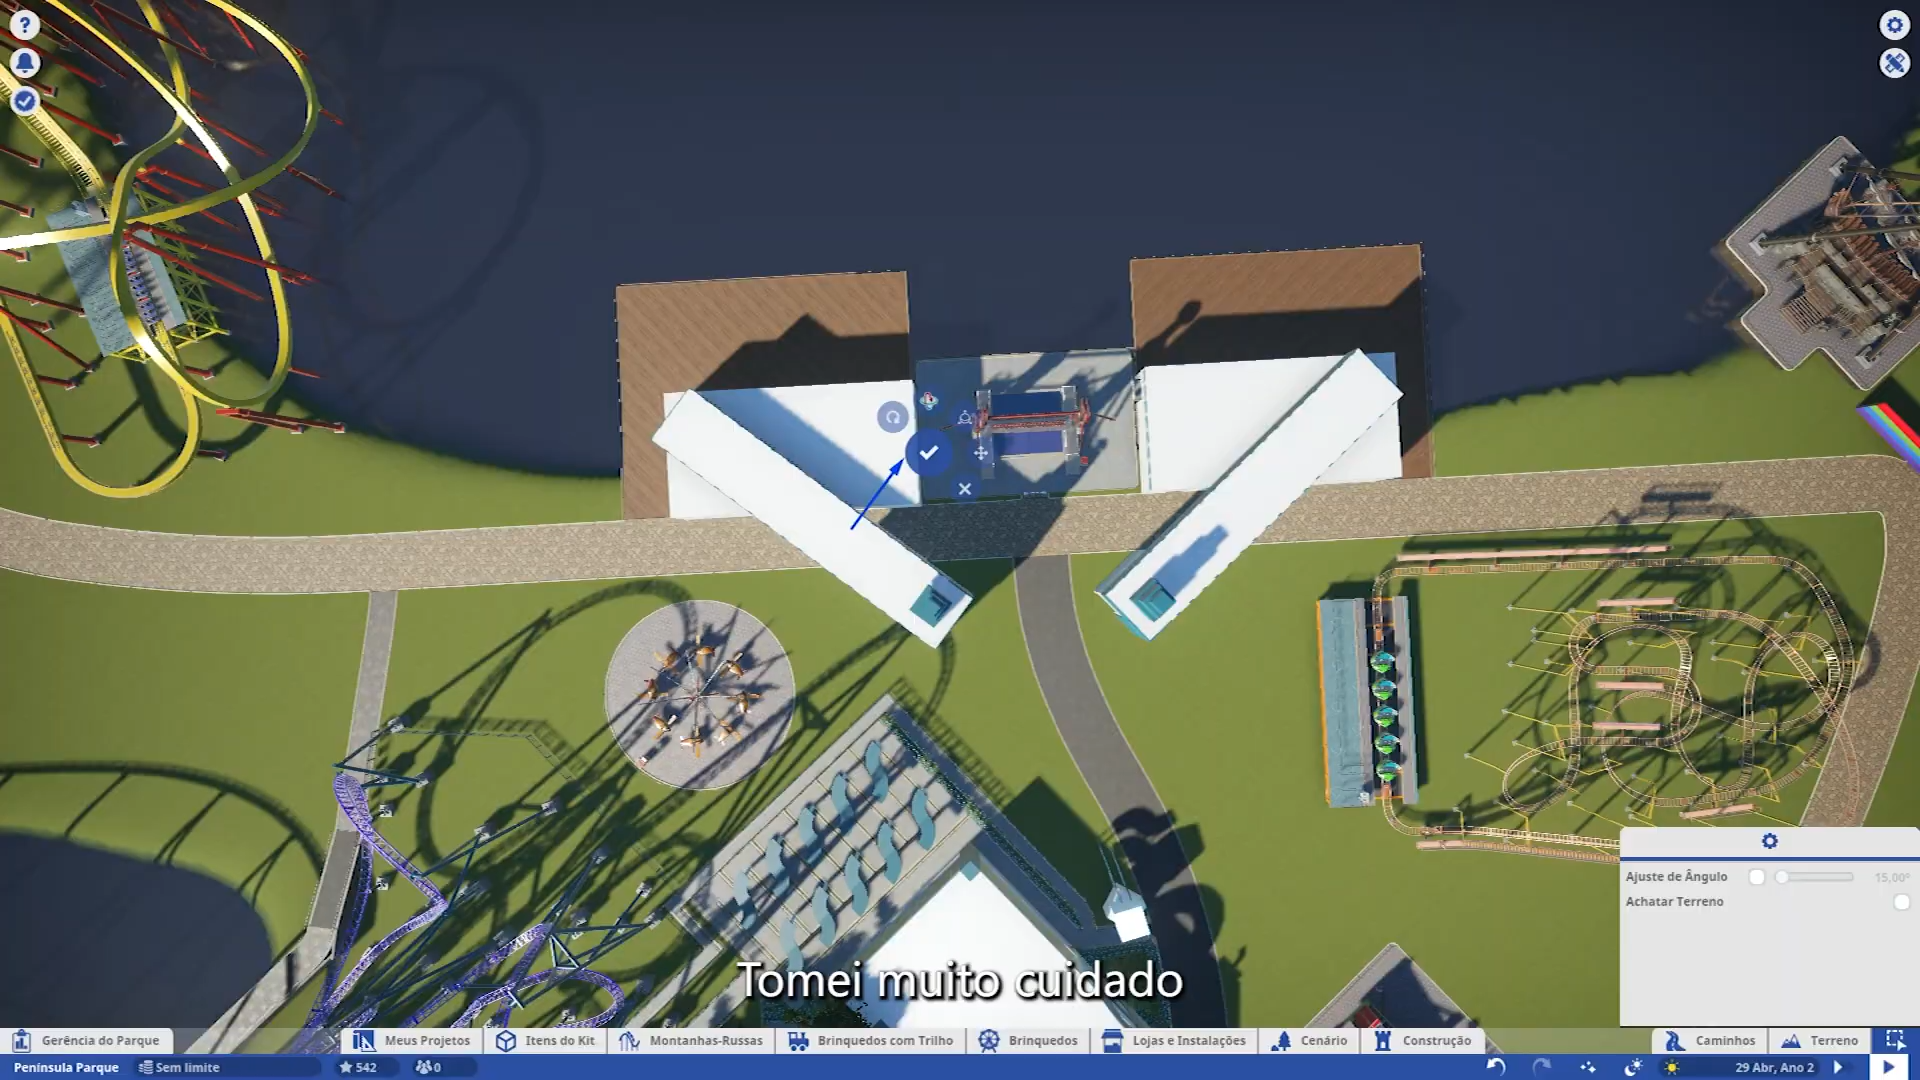 ?
Ajuste de Ângulo
15,00°
Achatar Terreno
Tomei muito cuidado
Gerência do Parque
Meus Projetos
Itens do Kit
Montanhas-Russas
Brinquedos com Trilho
Brinquedos
Lojas e Instalações
Cenário
Construção
Caminhos
Terreno
Península Parque
Sem limite
542
0
29 Abr, Ano 2